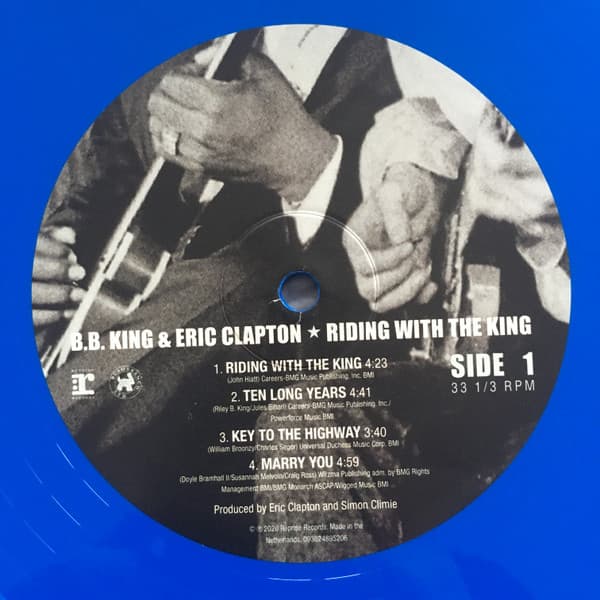 B.B. KING & ERIC CLAPTON ★ RIDING WITH THE KING
SIDE 1
33 1/3 RPM
1. RIDING WITH THE KING 4:23
(John Hiatt) Careers-BMG Music Publishing, Inc. BMI
2. TEN LONG YEARS 4:41
(Riley B. King/Jules Bihari) Careers-BMG Music Publishing, Inc./
Powerforce Music BMI
3. KEY TO THE HIGHWAY 3:40
(William Broonzy/Charles Segar) Universal Duchess Music Corp. BMI
4. MARRY YOU 4:59
(Doyle Bramhall II/Susannah Melvoin/Craig Ross) Witzma Publishing adm. by BMG Rights
Management BMI/BMG Monarch ASCAP/Wigged Music BMI
Produced by Eric Clapton and Simon Climie
© ℗ 2020 Reprise Records. Made in the
Netherlands. 093624895206